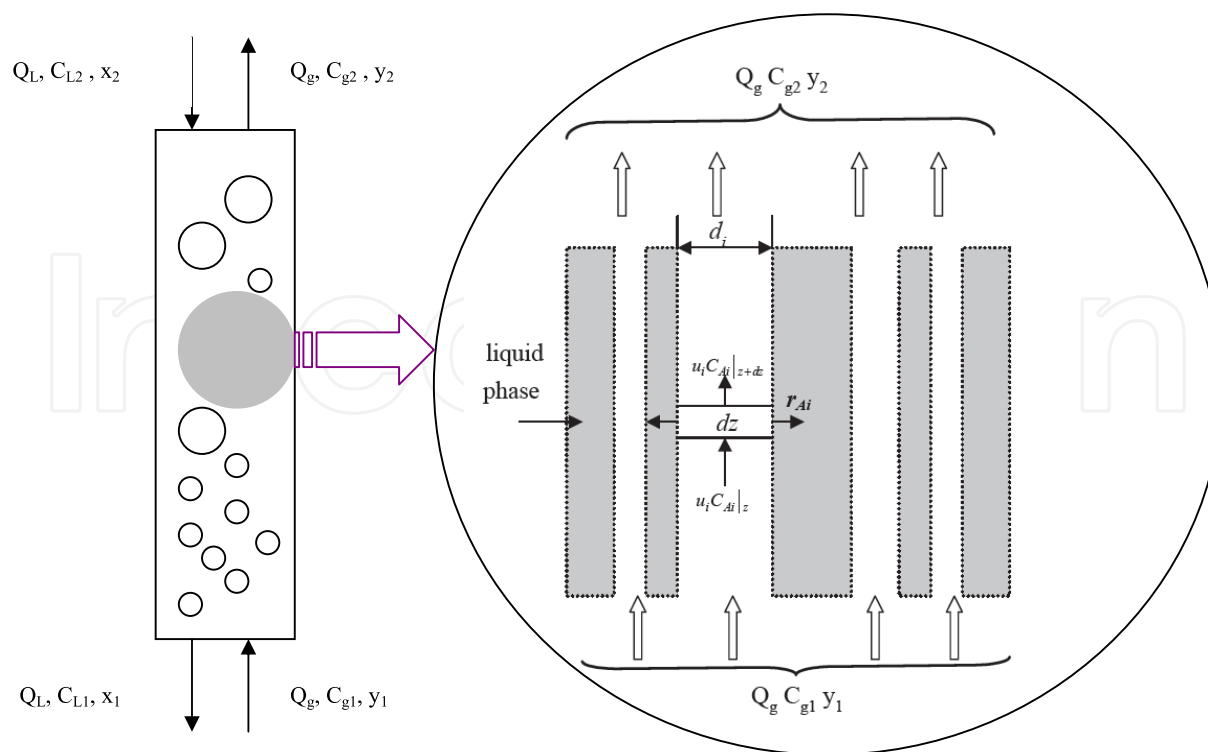 Q_L, C_L2 , x_2
Q_g, C_g2 , y_2
Q_g C_g2 y_2
d_i
liquid
phase
u_i C_Ai|_z+dz
r_Ai
dz
u_i C_Ai|_z
Q_g C_g1 y_1
Q_L, C_L1, x_1
Q_g, C_g1, y_1